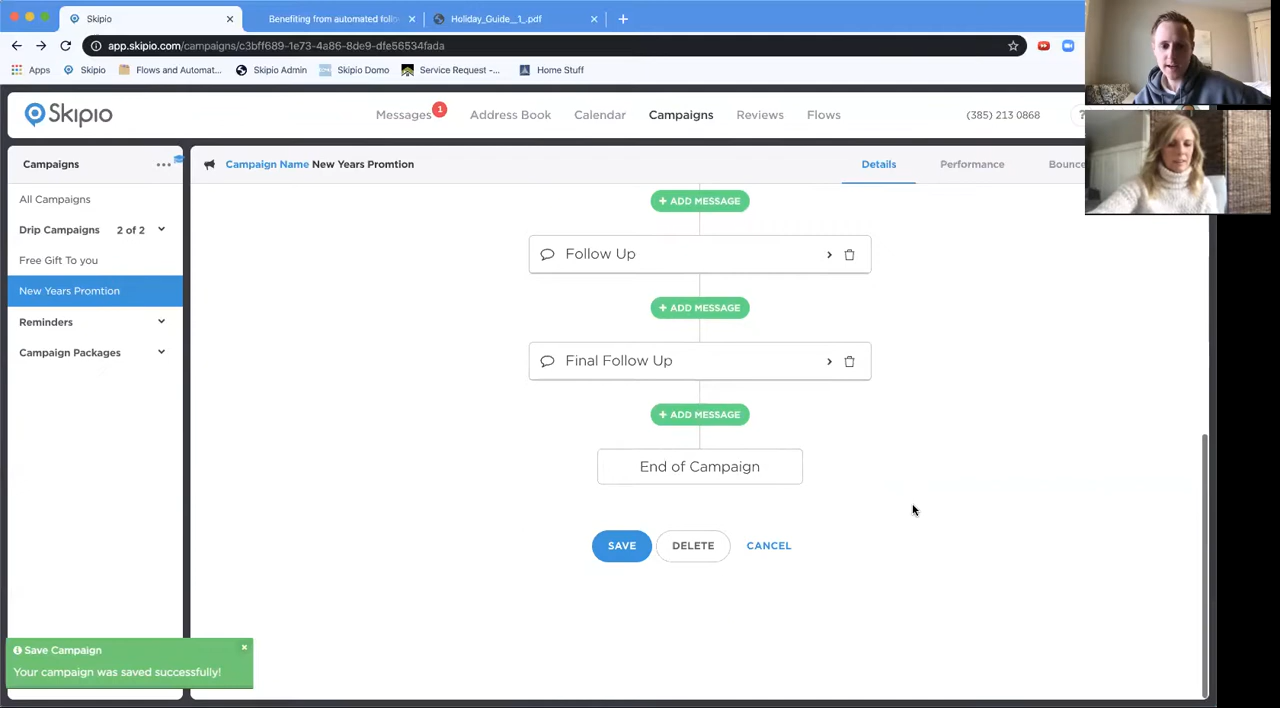 Skipio
Benefiting from automated follo
Holiday_Guide__1_.pdf
app.skipio.com/campaigns/c3bff689-1e73-4a86-8de9-dfe56534fada
Apps
Skipio
Flows and Automat...
Skipio Admin
Skipio Domo
Service Request -...
Home Stuff
Skipio
Messages
1
Address Book
Calendar
Campaigns
Reviews
Flows
(385) 213 0868
?
Campaigns
Campaign Name New Years Promtion
Details
Performance
Bounce
All Campaigns
Drip Campaigns 2 of 2
Free Gift To you
New Years Promtion
Reminders
Campaign Packages
+ ADD MESSAGE
Follow Up
+ ADD MESSAGE
Final Follow Up
+ ADD MESSAGE
End of Campaign
SAVE
DELETE
CANCEL
Save Campaign
Your campaign was saved successfully!